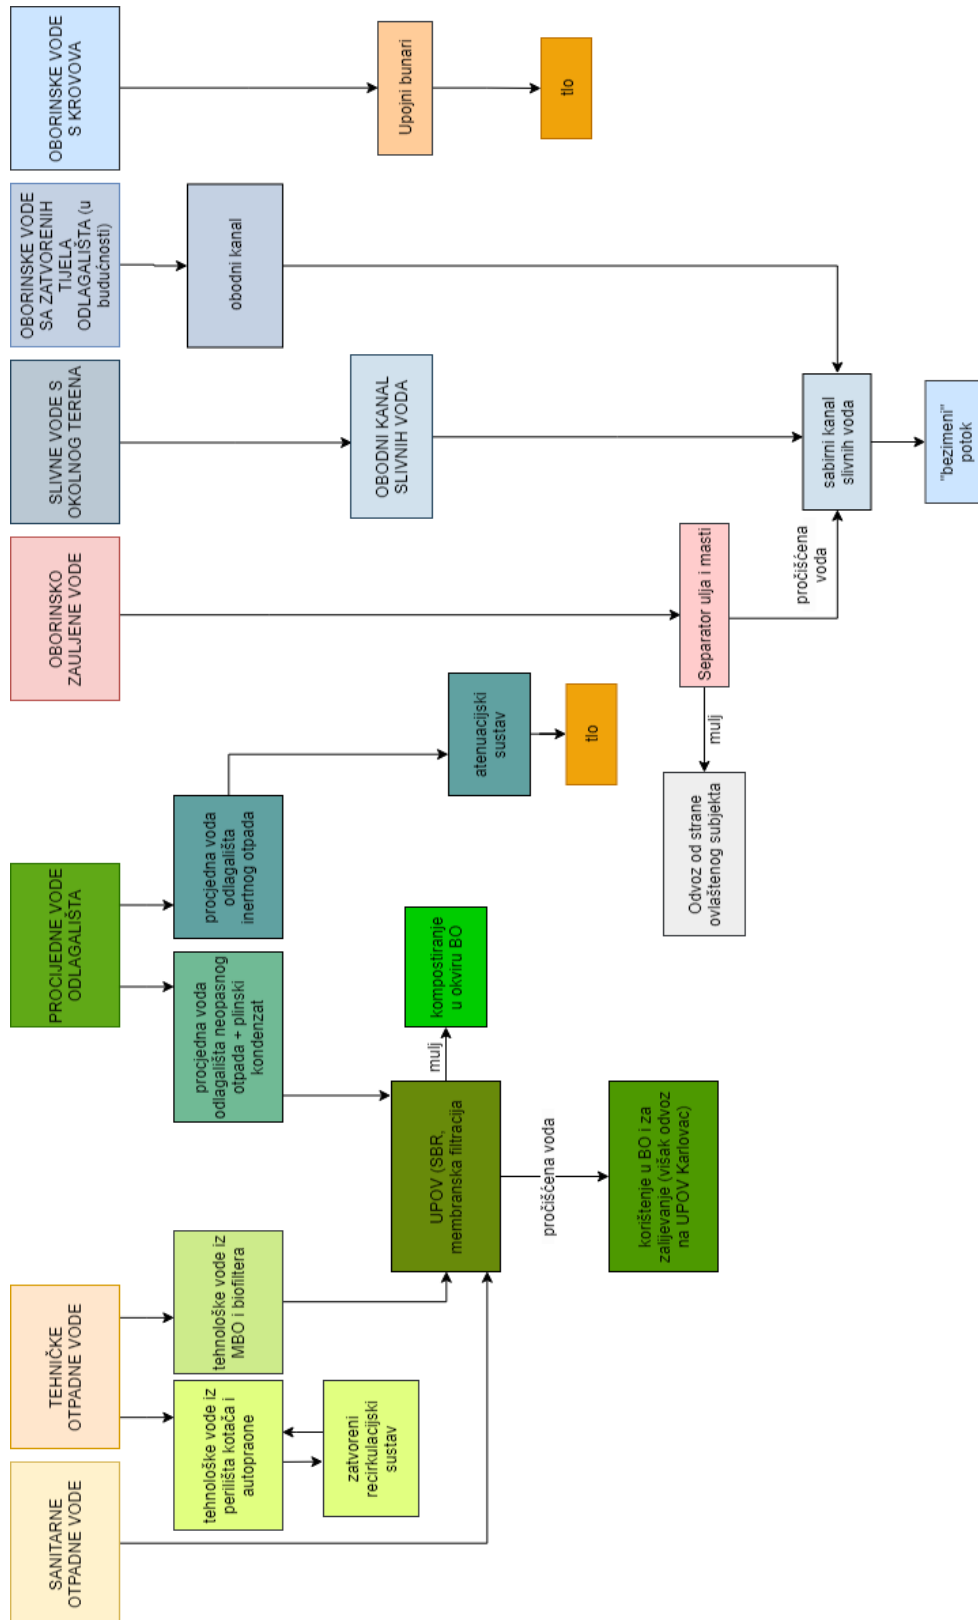 SANITARNE
OTPADNE VODE
TEHNIČKE
OTPADNE VODE
PROCIJEDNE VODE
ODLAGALIŠTA
OBORINSKO
ZAULJENE VODE
SLIVNE VODE S
OKOLNOG TERENA
OBORINSKE VODE
SA ZATVORENIH
TIJELA
ODLAGALIŠTA (u
budućnosti)
OBORINSKE VODE
S KROVOVA
tehnološke vode iz
perilišta kotača i
autopraone
tehnološke vode iz
MBO i biofiltera
procjedna voda
odlagališta neopasnog
otpada + plinski
kondenzat
procjedna voda
odlagališta
inertnog otpada
obodni kanal
zatvoreni
recirkulacijski
sustav
OBODNI KANAL
SLIVNIH VODA
Upojni bunari
UPOV (SBR,
membranska filtracija
mulj
kompostiranje
u okviru BO
atenuacijski
sustav
tlo
tlo
pročišćena voda
korištenje u BO i za
zalijevanje (višak odvoz
na UPOV Karlovac)
Separator ulja i masti
mulj
Odvoz od strane
ovlaštenog subjekta
pročišćena
voda
sabirni kanal
slivnih voda
"bezimeni"
potok